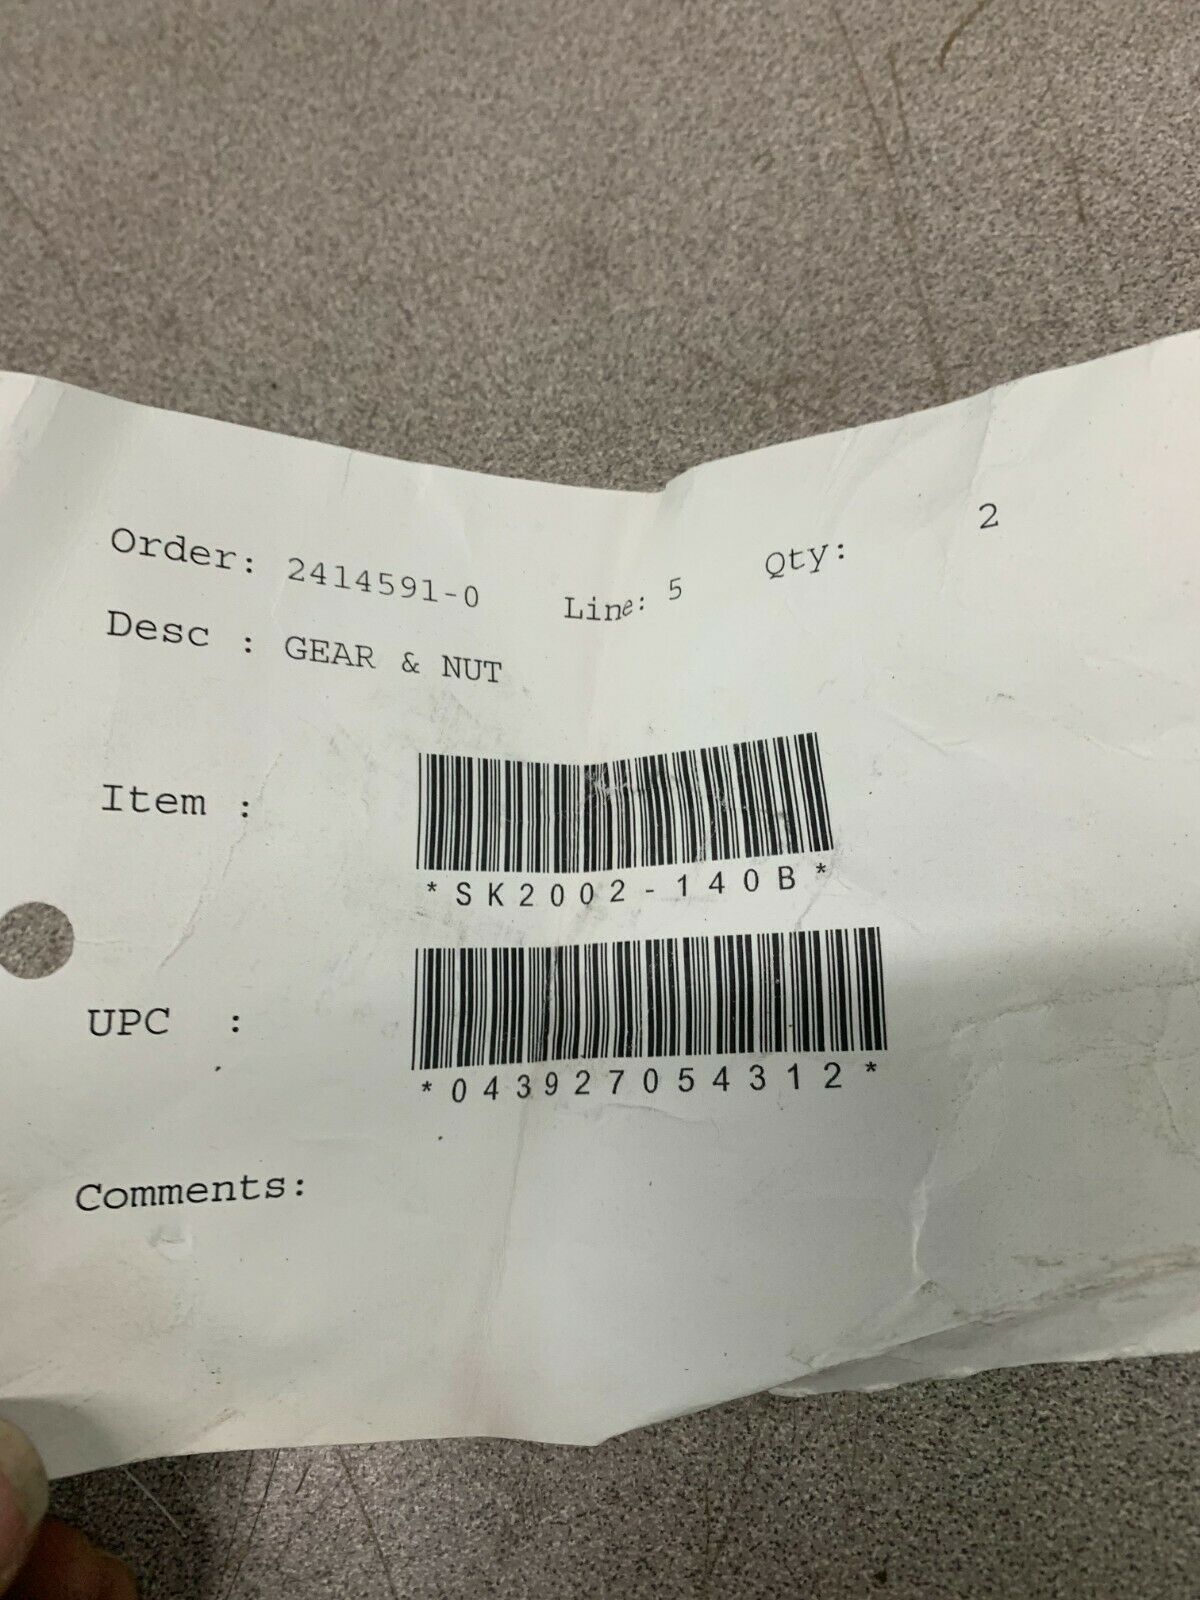 Order: 2414591-0 Line: 5 Qty: 2
Desc : GEAR & NUT
Item :
*SK2002-140B*
UPC :
*043927054312*
Comments: